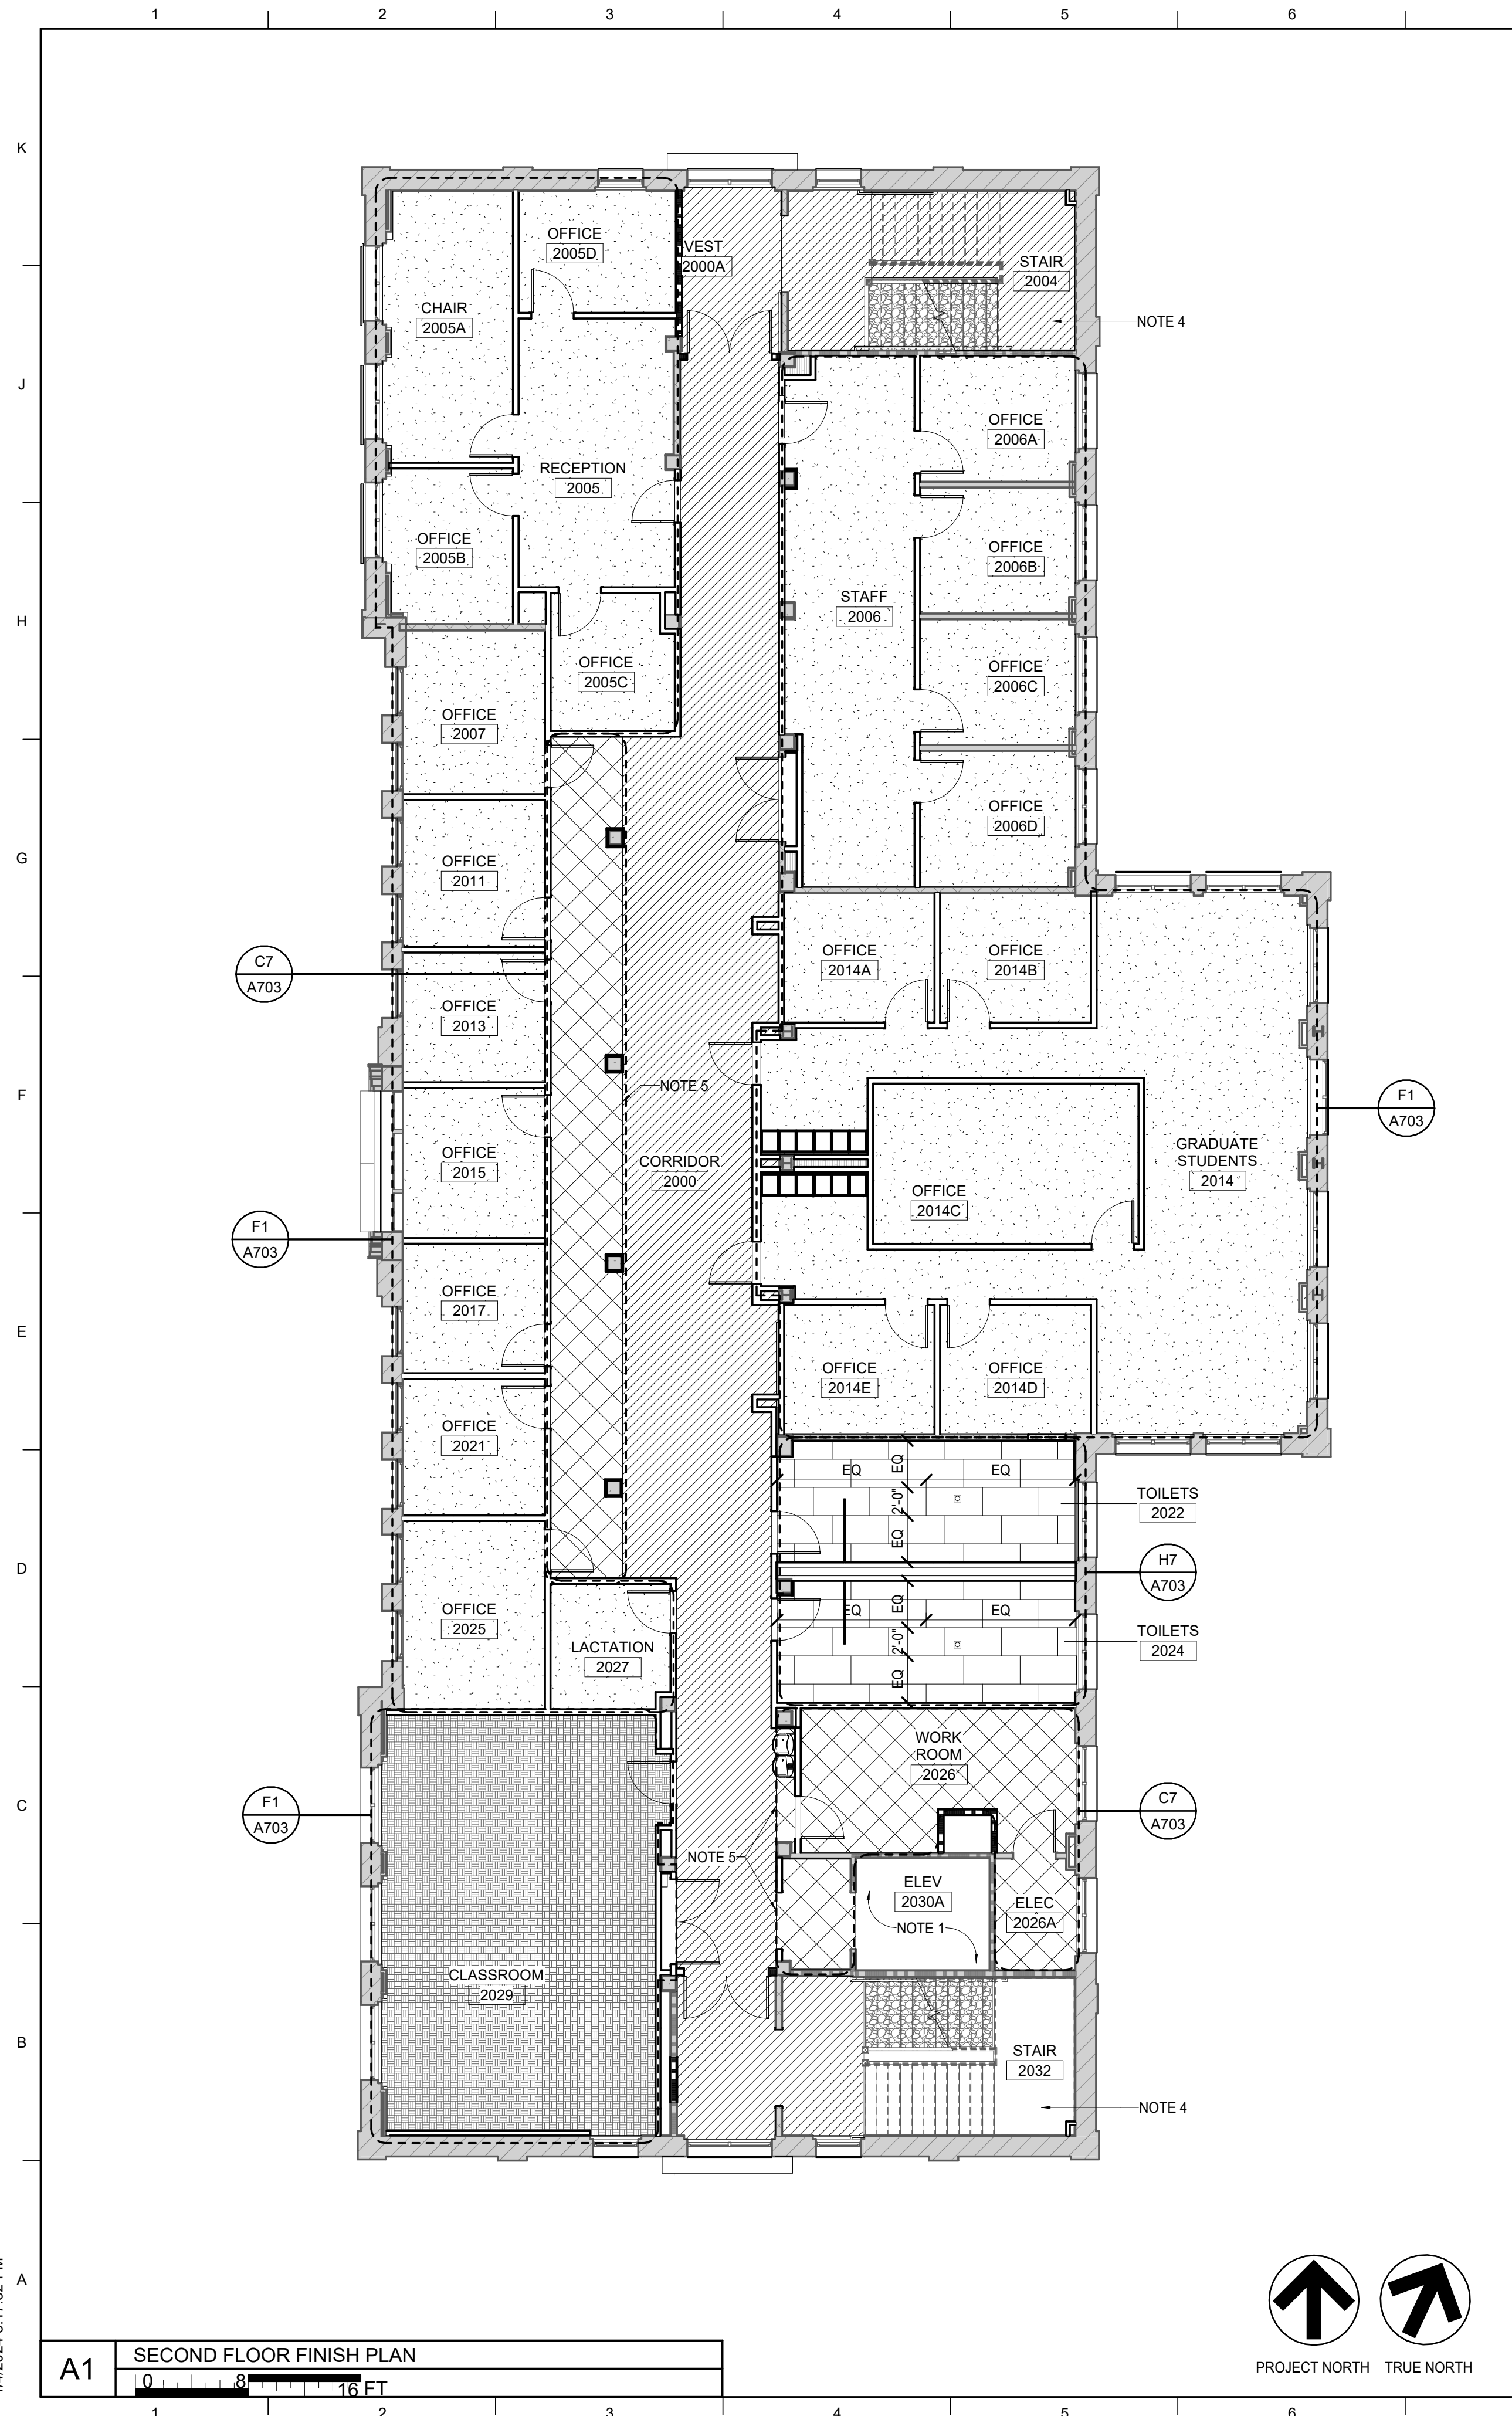 1 2 3 4 5 6
K
OFFICE
2005D
VEST
2000A
STAIR
2004
CHAIR
2005A
NOTE 4
J
OFFICE
2006A
RECEPTION
2005
OFFICE
2005B
OFFICE
2006B
STAFF
2006
H
OFFICE
2005C
OFFICE
2006C
OFFICE
2007
OFFICE
2006D
G
OFFICE
2011
OFFICE
2014A
OFFICE
2014B
C7
A703
OFFICE
2013
NOTE 5
F
F1
A703
GRADUATE
STUDENTS
2014
OFFICE
2015
CORRIDOR
2000
OFFICE
2014C
F1
A703
OFFICE
2017
E
OFFICE
2014E
OFFICE
2014D
OFFICE
2021
EQ EQ EQ
2'-0"
EQ
TOILETS
2022
D
H7
A703
OFFICE
2025
EQ EQ EQ
2'-0"
EQ
TOILETS
2024
LACTATION
2027
WORK
ROOM
2026
C
F1
A703
C7
A703
NOTE 5
ELEV
2030A
NOTE 1
ELEC
2026A
CLASSROOM
2029
B
STAIR
2032
NOTE 4
A
PROJECT NORTH TRUE NORTH
A1
SECOND FLOOR FINISH PLAN
0 8 16 FT
1 2 3 4 5 6